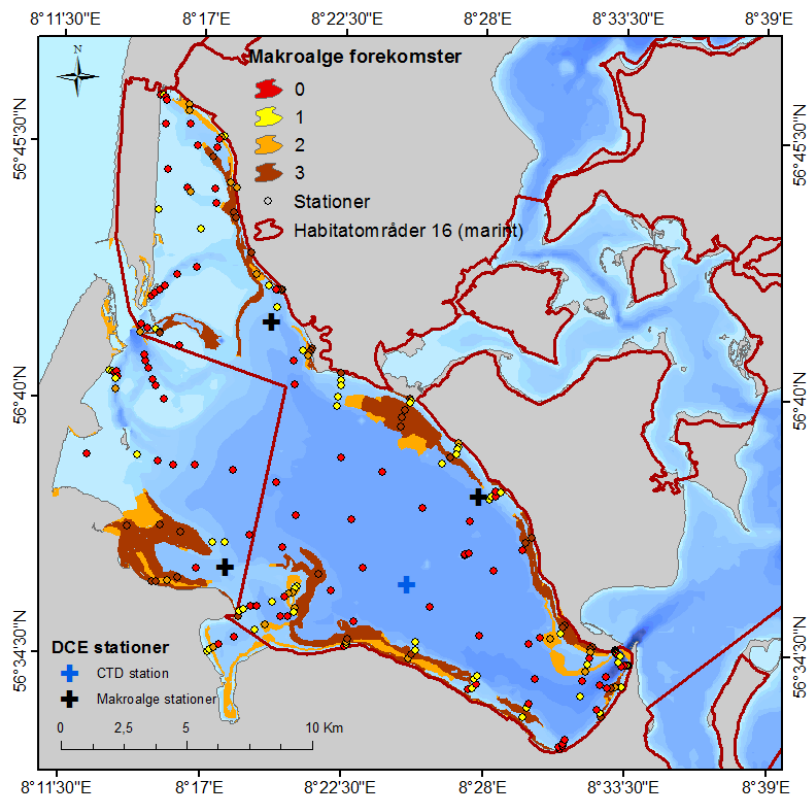 8°11'30"E 8°17'E 8°22'30"E 8°28'E 8°33'30"E 8°39'E
N
Makroalge forekomster
0
1
2
3
Stationer
Habitatområder 16 (marint)
56°45'30"N 56°45'30"N
56°40'N 56°40'N
56°34'30"N 56°34'30"N
DCE stationer
CTD station
Makroalge stationer
0 2,5 5 10 Km
8°11'30"E 8°17'E 8°22'30"E 8°28'E 8°33'30"E 8°39'E